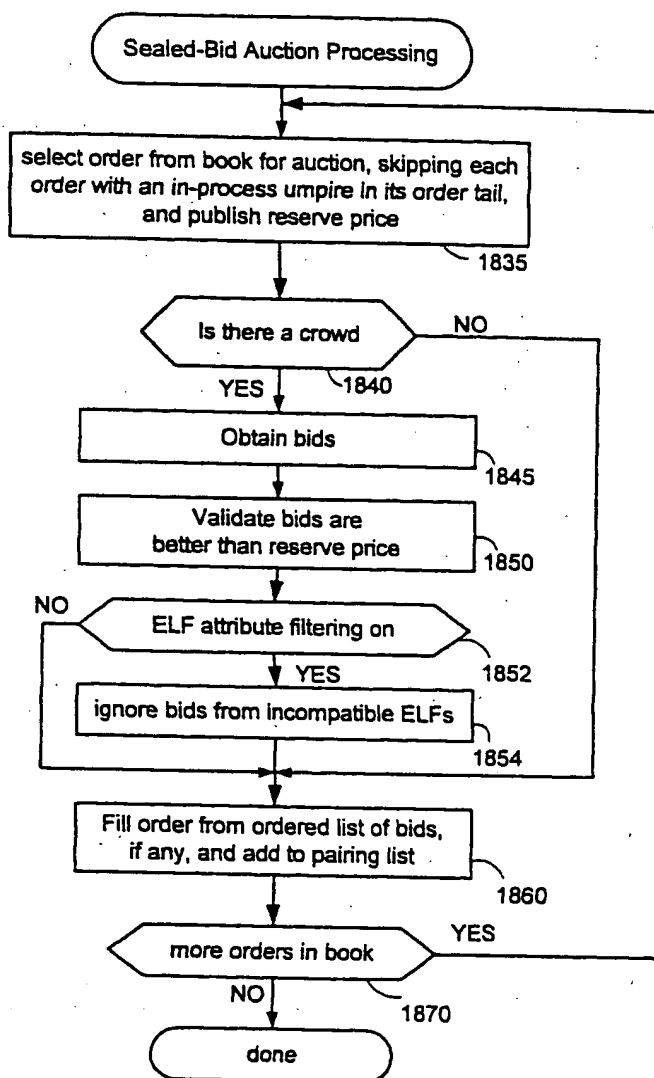 Sealed-Bid Auction Processing
select order from book for auction, skipping each
order with an in-process umpire in its order tail,
and publish reserve price
1835
Is there a crowd
NO
1840
YES
Obtain bids
1845
Validate bids are
better than reserve price
1850
NO
ELF attribute filtering on
1852
YES
ignore bids from incompatible ELFs
1854
Fill order from ordered list of bids,
if any, and add to pairing list
1860
more orders in book
YES
NO
1870
done